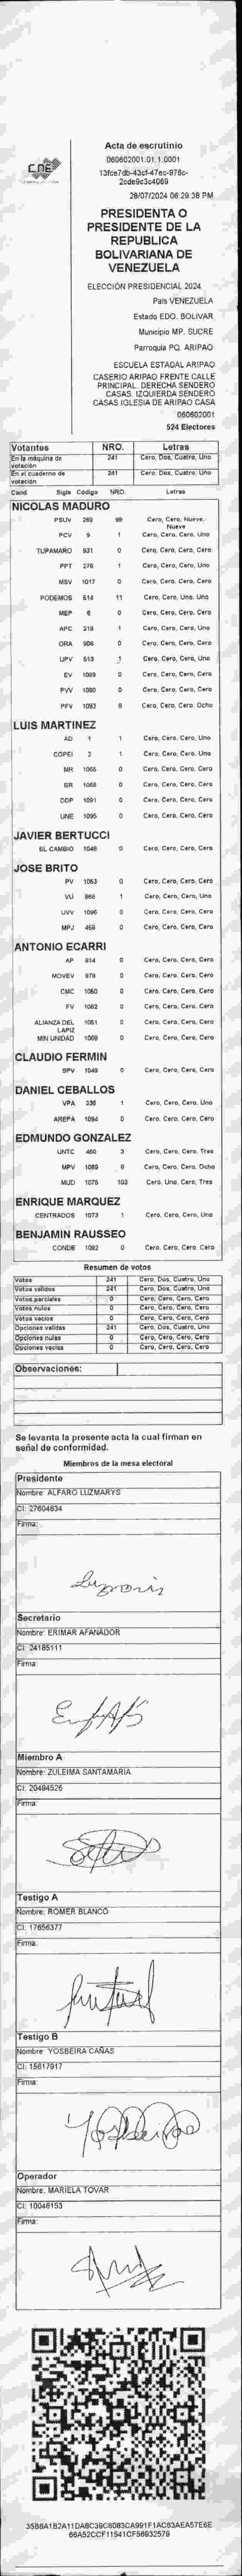 CNE
Acta de escrutinio
060602001.01.1.0001
13fce7db-43cf-47ec-976c-
2cde9c3c4069
28/07/2024 06:29:38 PM
PRESIDENTA O
PRESIDENTE DE LA
REPUBLICA
BOLIVARIANA DE
VENEZUELA
ELECCIÓN PRESIDENCIAL 2024
País VENEZUELA
Estado EDO. BOLIVAR
Municipio MP. SUCRE
Parroquia PQ. ARIPAO
ESCUELA ESTADAL ARIPAO
CASERIO ARIPAO FRENTE CALLE
PRINCIPAL. DERECHA SENDERO
CASAS. IZQUIERDA SENDERO
CASAS IGLESIA DE ARIPAO CASA
060602001
524 Electores
Votantes NRO. Letras
En la máquina de votación 241 Cero, Dos, Cuatro, Uno
En el cuaderno de votación 241 Cero, Dos, Cuatro, Uno
Cand. Sigla Código NRO. Letras
NICOLAS MADURO
PSUV 269 99 Cero, Cero, Nueve, Nueve
PCV 9 1 Cero, Cero, Cero, Uno
TUPAMARO 931 0 Cero, Cero, Cero, Cero
PPT 276 1 Cero, Cero, Cero, Uno
MSV 1017 0 Cero, Cero, Cero, Cero
PODEMOS 514 11 Cero, Cero, Uno, Uno
MEP 6 0 Cero, Cero, Cero, Cero
APC 219 1 Cero, Cero, Cero, Uno
ORA 906 0 Cero, Cero, Cero, Cero
UPV 513 1 Cero, Cero, Cero, Uno
EV 1089 0 Cero, Cero, Cero, Cero
PVV 1090 0 Cero, Cero, Cero, Cero
PFV 1093 8 Cero, Cero, Cero, Ocho
LUIS MARTINEZ
AD 1 1 Cero, Cero, Cero, Uno
COPEI 2 1 Cero, Cero, Cero, Uno
MR 1065 0 Cero, Cero, Cero, Cero
BR 1068 0 Cero, Cero, Cero, Cero
DDP 1091 0 Cero, Cero, Cero, Cero
UNE 1095 0 Cero, Cero, Cero, Cero
JAVIER BERTUCCI
EL CAMBIO 1048 0 Cero, Cero, Cero, Cero
JOSE BRITO
PV 1053 0 Cero, Cero, Cero, Cero
VU 868 1 Cero, Cero, Cero, Uno
UVV 1096 0 Cero, Cero, Cero, Cero
MPJ 468 0 Cero, Cero, Cero, Cero
ANTONIO ECARRI
AP 814 0 Cero, Cero, Cero, Cero
MOVEV 978 0 Cero, Cero, Cero, Cero
CMC 1050 0 Cero, Cero, Cero, Cero
FV 1062 0 Cero, Cero, Cero, Cero
ALIANZA DEL LAPIZ 1051 0 Cero, Cero, Cero, Cero
MIN UNIDAD 1088 0 Cero, Cero, Cero, Cero
CLAUDIO FERMIN
SPV 1049 0 Cero, Cero, Cero, Cero
DANIEL CEBALLOS
VPA 236 1 Cero, Cero, Cero, Uno
AREPA 1094 0 Cero, Cero, Cero, Cero
EDMUNDO GONZALEZ
UNTC 460 3 Cero, Cero, Cero, Tres
MPV 1069 8 Cero, Cero, Cero, Ocho
MUD 1075 103 Cero, Uno, Cero, Tres
ENRIQUE MARQUEZ
CENTRADOS 1073 1 Cero, Cero, Cero, Uno
BENJAMIN RAUSSEO
CONDE 1092 0 Cero, Cero, Cero, Cero
Resumen de votos
Votos 241 Cero, Dos, Cuatro, Uno
Votos validos 241 Cero, Dos, Cuatro, Uno
Votos parciales 0 Cero, Cero, Cero, Cero
Votos nulos 0 Cero, Cero, Cero, Cero
Votos vacios 0 Cero, Cero, Cero, Cero
Opciones validas 241 Cero, Dos, Cuatro, Uno
Opciones nulas 0 Cero, Cero, Cero, Cero
Opciones vacias 0 Cero, Cero, Cero, Cero
Observaciones:
Se levanta la presente acta la cual firman en
señal de conformidad.
Miembros de la mesa electoral
Presidente
Nombre: ALFARO LUZMARYS
CI: 27604834
Firma:
Secretario
Nombre: ERIMAR AFANADOR
CI: 24185111
Firma:
Miembro A
Nombre: ZULEIMA SANTAMARIA
CI: 20494526
Firma:
Testigo A
Nombre: ROMER BLANCO
CI: 17656377
Firma:
Testigo B
Nombre: YOSBEIRA CAÑAS
CI: 15617917
Firma:
Operador
Nombre: MARIELA TOVAR
CI: 10046153
Firma:
35B8A1B2A11DA8C39C6083CA991F1AC63AEA57E6E
66A52CCF11541CF56932579